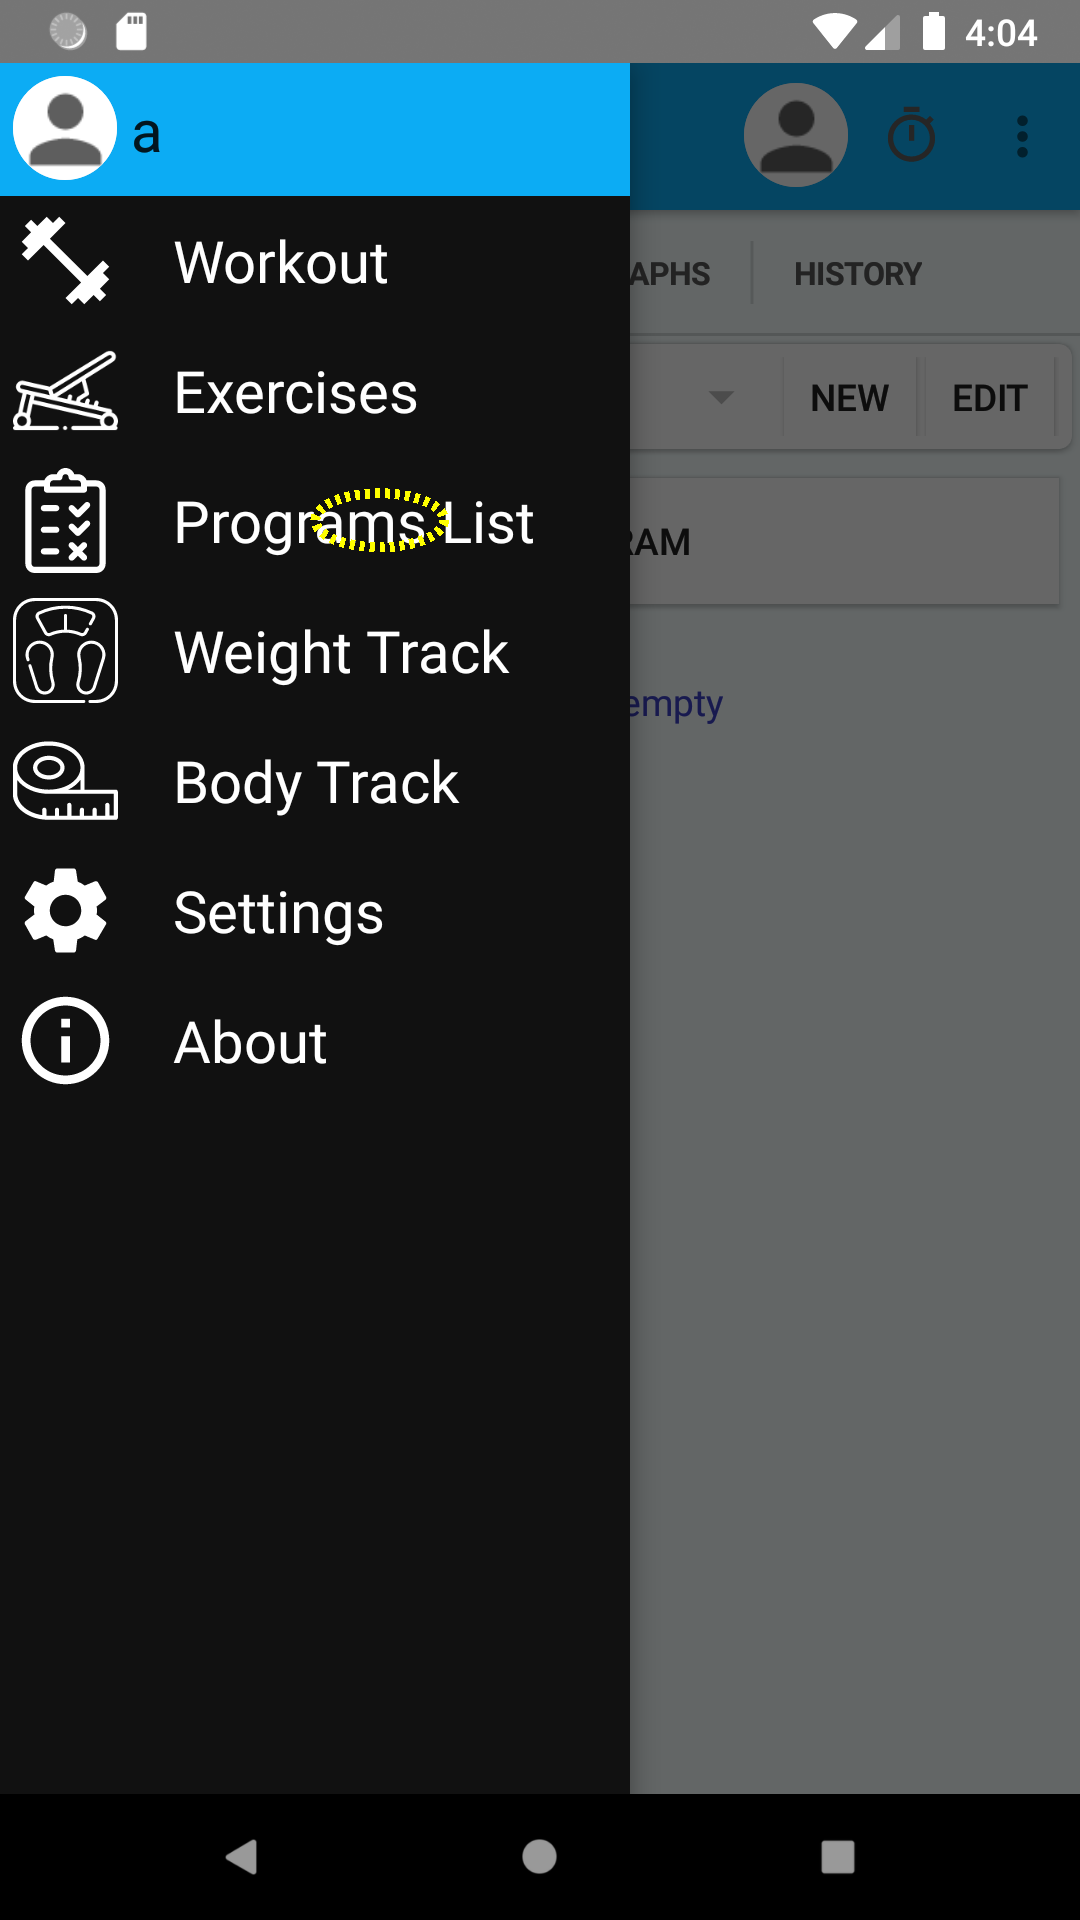 4:04
a
Workout
APHS
HISTORY
Exercises
NEW
EDIT
Programs List
RAM
Weight Track
empty
Body Track
Settings
About